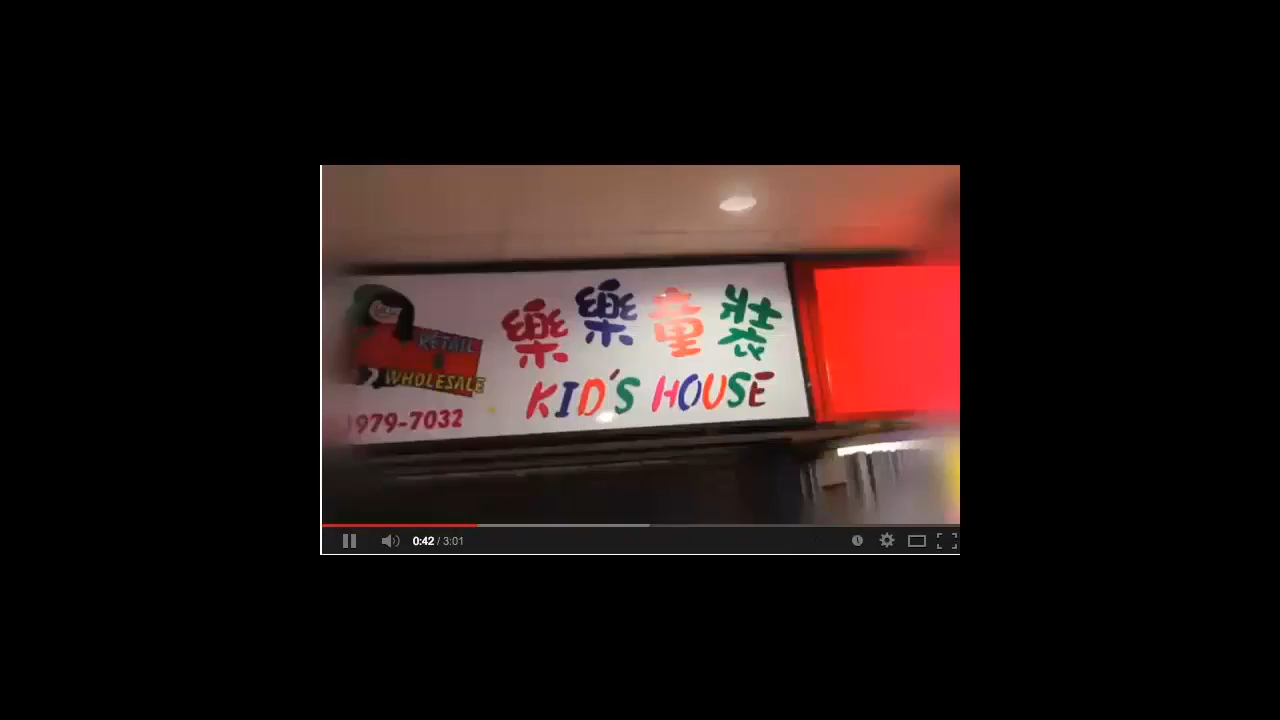 樂樂童裝
KID'S HOUSE
RETAIL
WHOLESALE
979-7032
0:42 / 3:01